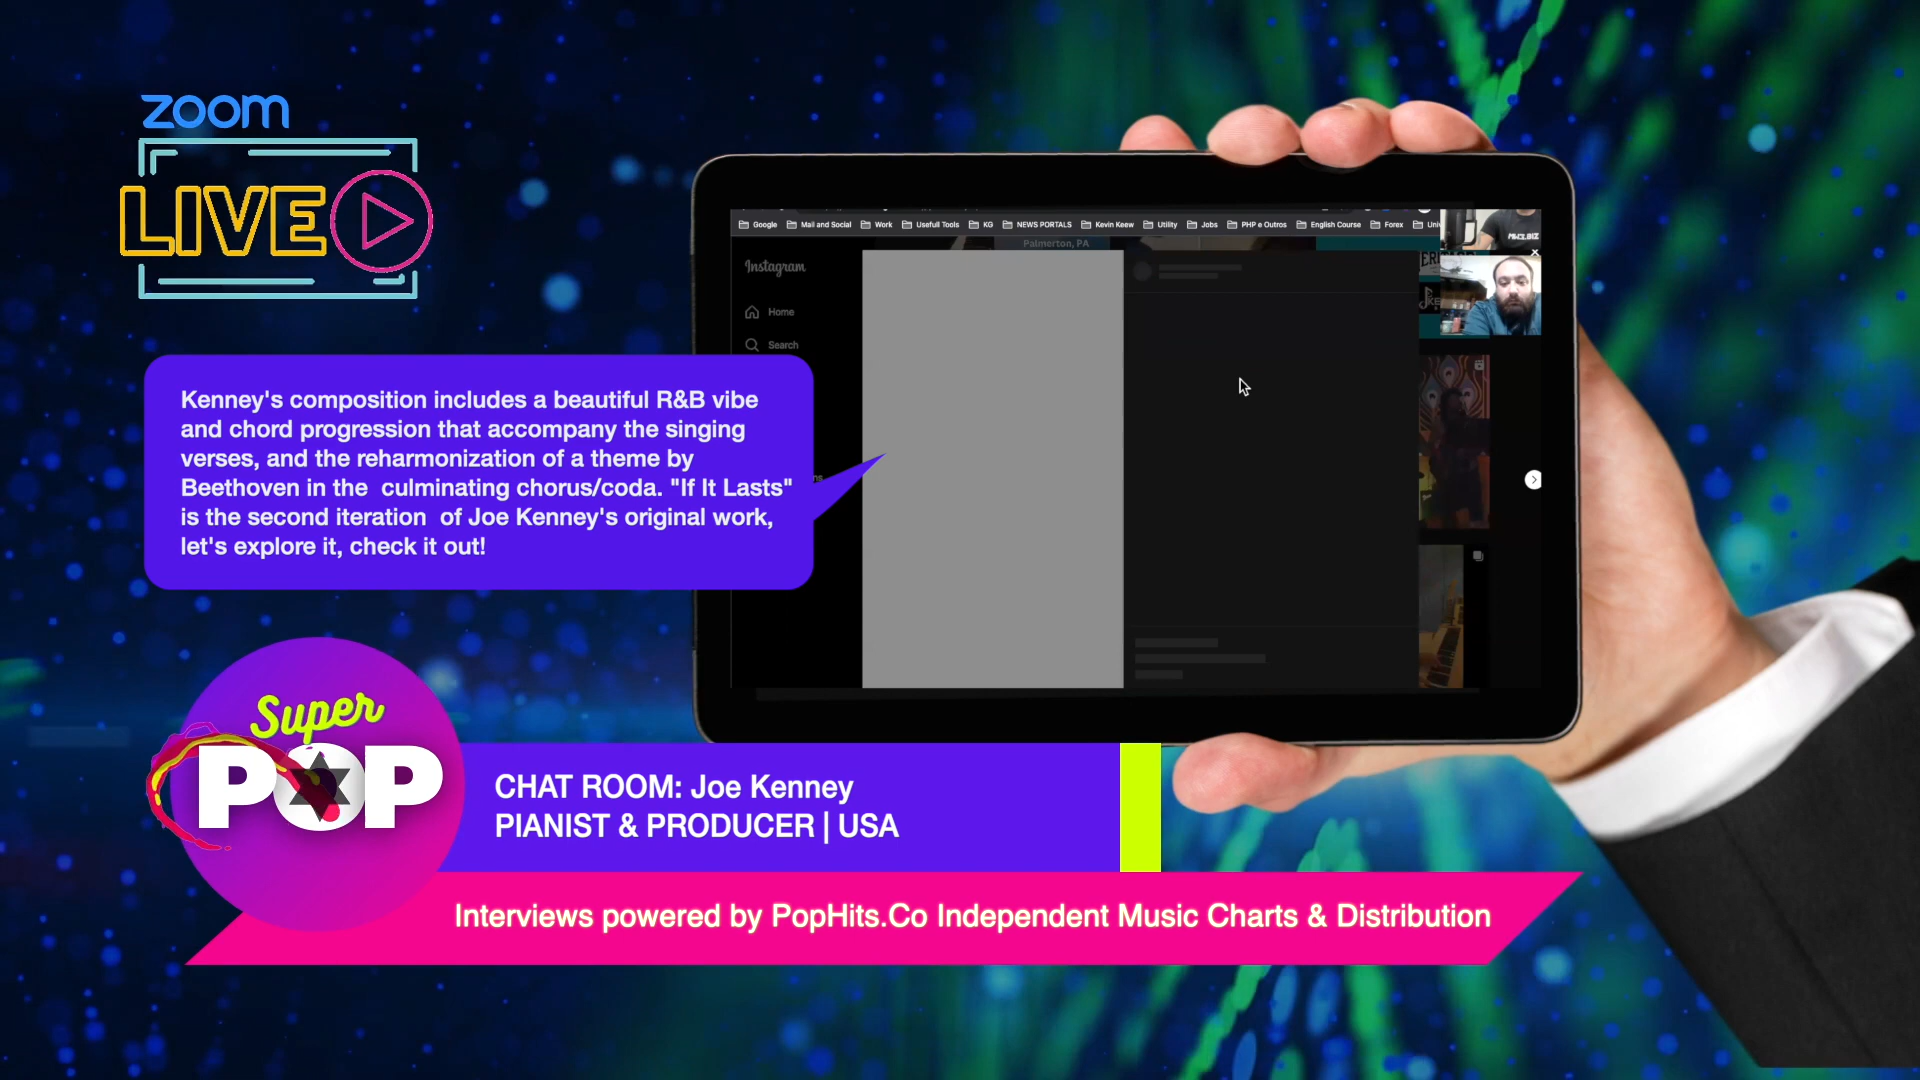 zoom
LIVE
Google
Mail and Social
Work
Usefull Tools
KG
NEWS PORTALS
Kevin Keew
Utility
Jobs
PHP e Outros
English Course
Forex
Palmerton, PA
Instagram
Home
Search
Kenney's composition includes a beautiful R&B vibe
and chord progression that accompany the singing
verses, and the reharmonization of a theme by
Beethoven in the culminating chorus/coda. "If It Lasts"
is the second iteration of Joe Kenney's original work,
let's explore it, check it out!
Super
POP
CHAT ROOM: Joe Kenney
PIANIST & PRODUCER | USA
Interviews powered by PopHits.Co Independent Music Charts & Distribution